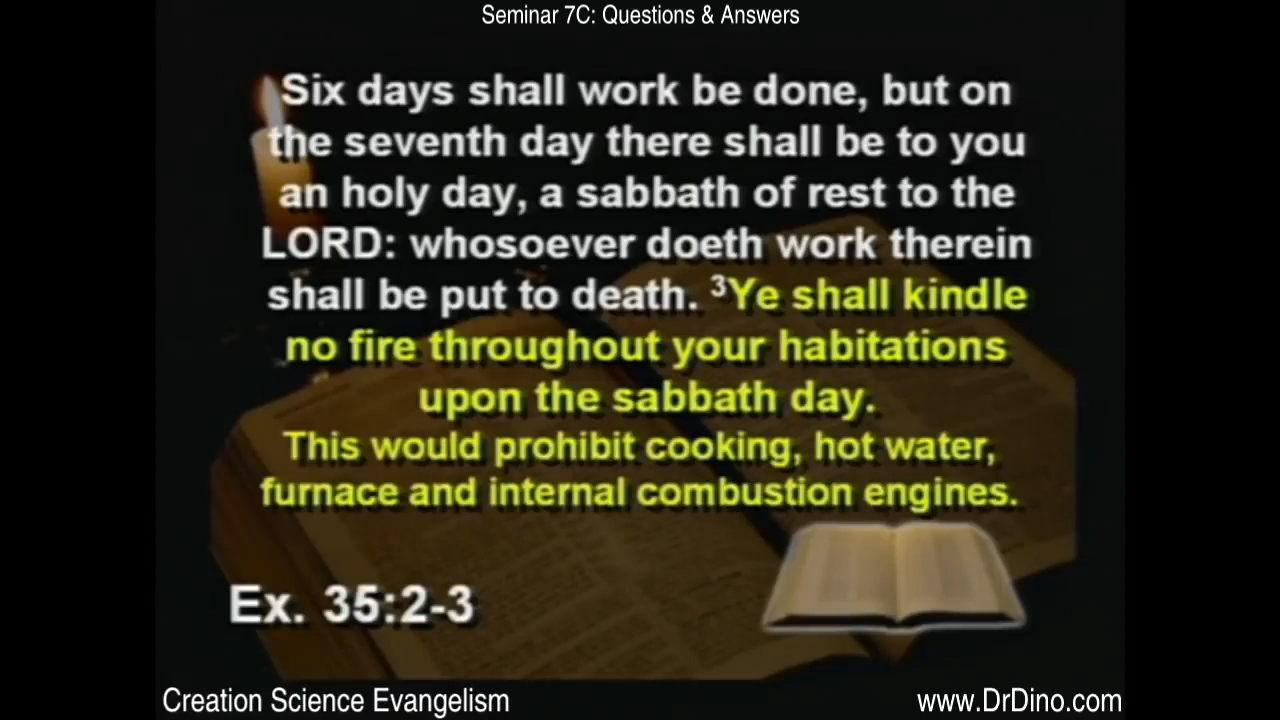 Seminar 7C: Questions & Answers
Six days shall work be done, but on
the seventh day there shall be to you
an holy day, a sabbath of rest to the
LORD: whosoever doeth work therein
shall be put to death. ³Ye shall kindle
no fire throughout your habitations
upon the sabbath day.
This would prohibit cooking, hot water,
furnace and internal combustion engines.
Ex. 35:2-3
Creation Science Evangelism
www.DrDino.com